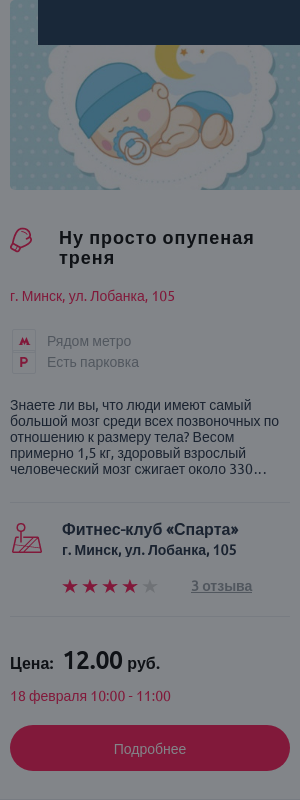 Ну просто опупеная
треня
г. Минск, ул. Лобанка, 105
Рядом метро
P Есть парковка
Знаете ли вы, что люди имеют самый
большой мозг среди всех позвоночных по
отношению к размеру тела? Весом
примерно 1,5 кг, здоровый взрослый
человеческий мозг сжигает около 330...
Фитнес-клуб «Спарта»
г. Минск, ул. Лобанка, 105
3 отзыва
Цена: 12.00 руб.
18 февраля 10:00 - 11:00
Подробнее